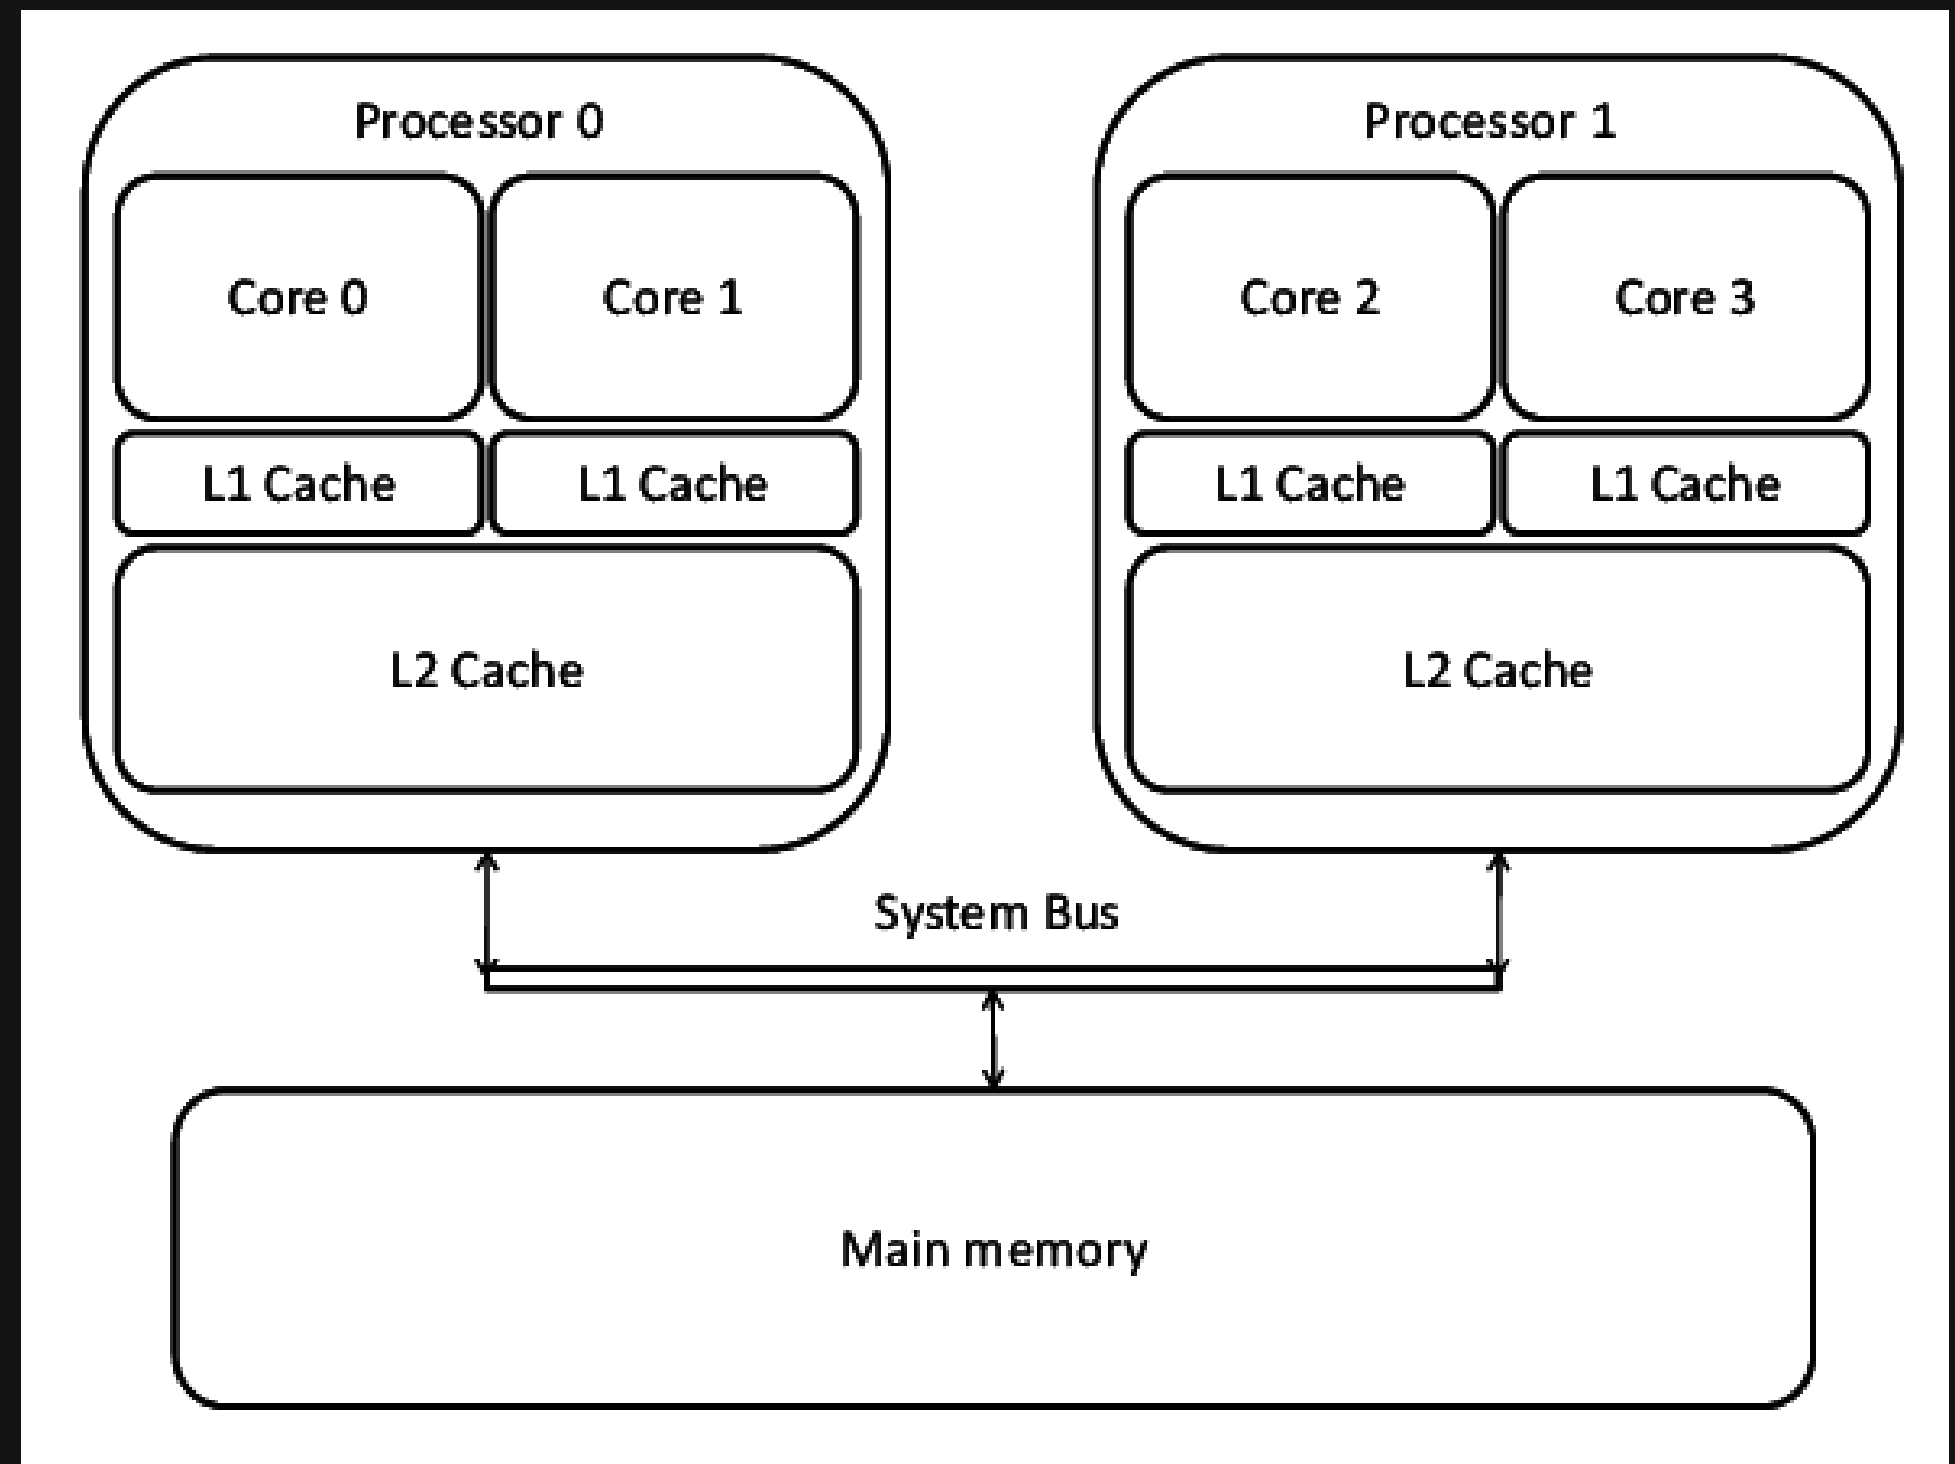 Processor 0
Processor 1
Core 0
Core 1
Core 2
Core 3
L1 Cache
L1 Cache
L1 Cache
L1 Cache
L2 Cache
L2 Cache
System Bus
Main memory